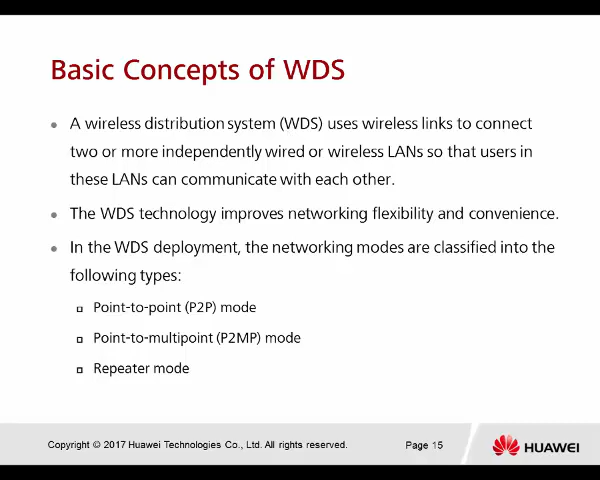 Basic Concepts of WDS
A wireless distribution system (WDS) uses wireless links to connect
two or more independently wired or wireless LANs so that users in
these LANs can communicate with each other.
The WDS technology improves networking flexibility and convenience.
In the WDS deployment, the networking modes are classified into the
following types:
Point-to-point (P2P) mode
Point-to-multipoint (P2MP) mode
Repeater mode
Copyright © 2017 Huawei Technologies Co., Ltd. All rights reserved.
Page 15
HUAWEI